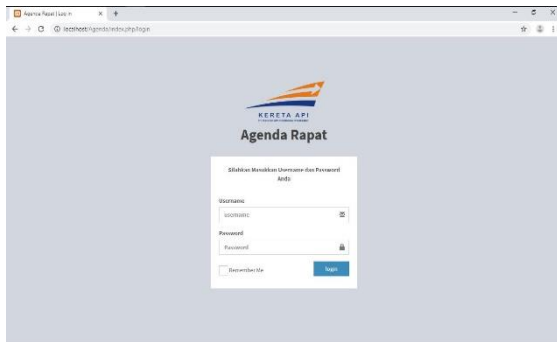 Agenda Rapat | Log in
localhost/agenda/index.php/login
KERETA API
Agenda Rapat
Silahkan Masukkan Username dan Password
Anda
Username
username
Password
Password
Remember Me
login